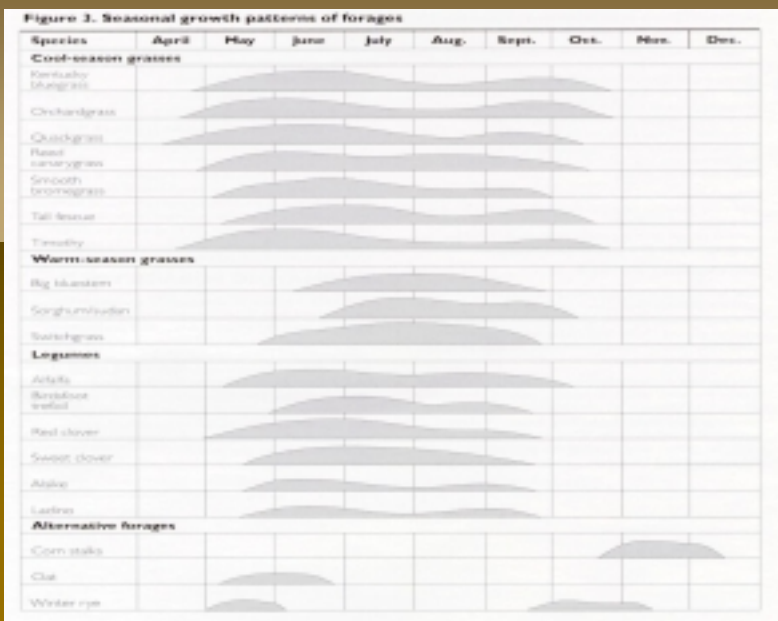 Figure 3. Seasonal growth patterns of forages
Species April May June July Aug. Sept. Oct. Nov. Dec.
Cool-season grasses
Kentucky
bluegrass
Orchardgrass
Quackgrass
Reed
canarygrass
Smooth
bromegrass
Tall fescue
Timothy
Warm-season grasses
Big bluestem
Sorghum/sudan
Switchgrass
Legumes
Alfalfa
Birdsfoot
trefoil
Red clover
Sweet clover
Alsike
Ladino
Alternative forages
Corn stalks
Oat
Winter rye